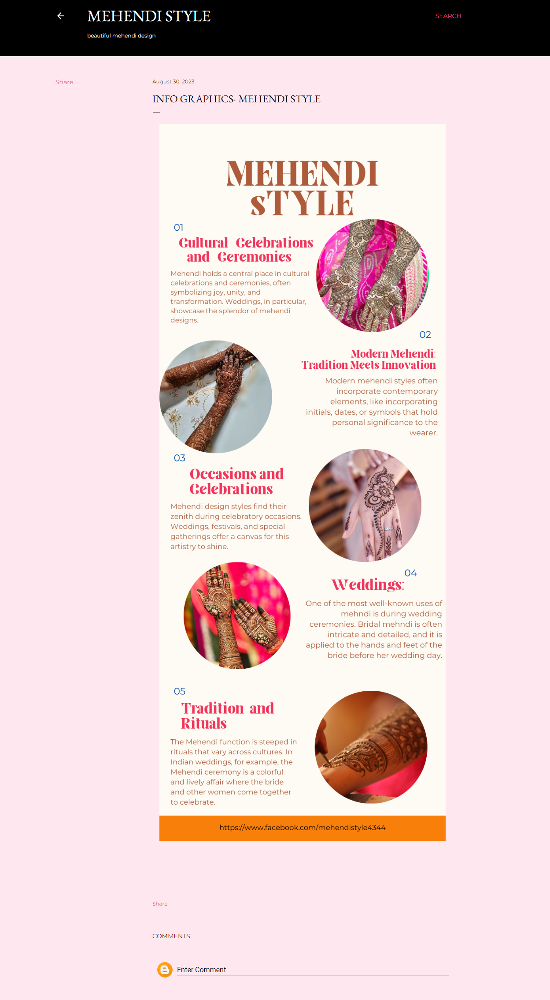 MEHENDI STYLE
SEARCH
beautiful mehendi design
Share
August 30, 2023
INFO GRAPHICS- MEHENDI STYLE
MEHENDI
sTYLE
01
Cultural Celebrations
and Ceremonies
Mehendi holds a central place in cultural
celebrations and ceremonies, often
symbolizing joy, unity, and
transformation. Weddings, in particular,
showcase the splendor of mehendi
designs.
02
Modern Mehendi:
Tradition Meets Innovation
Modern mehendi styles often
incorporate contemporary
elements, like incorporating
initials, dates, or symbols that hold
personal significance to the
wearer.
03
Occasions and
Celebrations
Mehendi design styles find their
zenith during celebratory occasions.
Weddings, festivals, and special
gatherings offer a canvas for this
artistry to shine.
04
Weddings:
One of the most well-known uses of
mehndi is during wedding
ceremonies. Bridal mehndi is often
intricate and detailed, and it is
applied to the hands and feet of the
bride before her wedding day.
05
Tradition and
Rituals
The Mehendi function is steeped in
rituals that vary across cultures. In
Indian weddings, for example, the
Mehendi ceremony is a colorful
and lively affair where the bride
and other women come together
to celebrate.
https://www.facebook.com/mehendistyle4344
Share
COMMENTS
Enter Comment